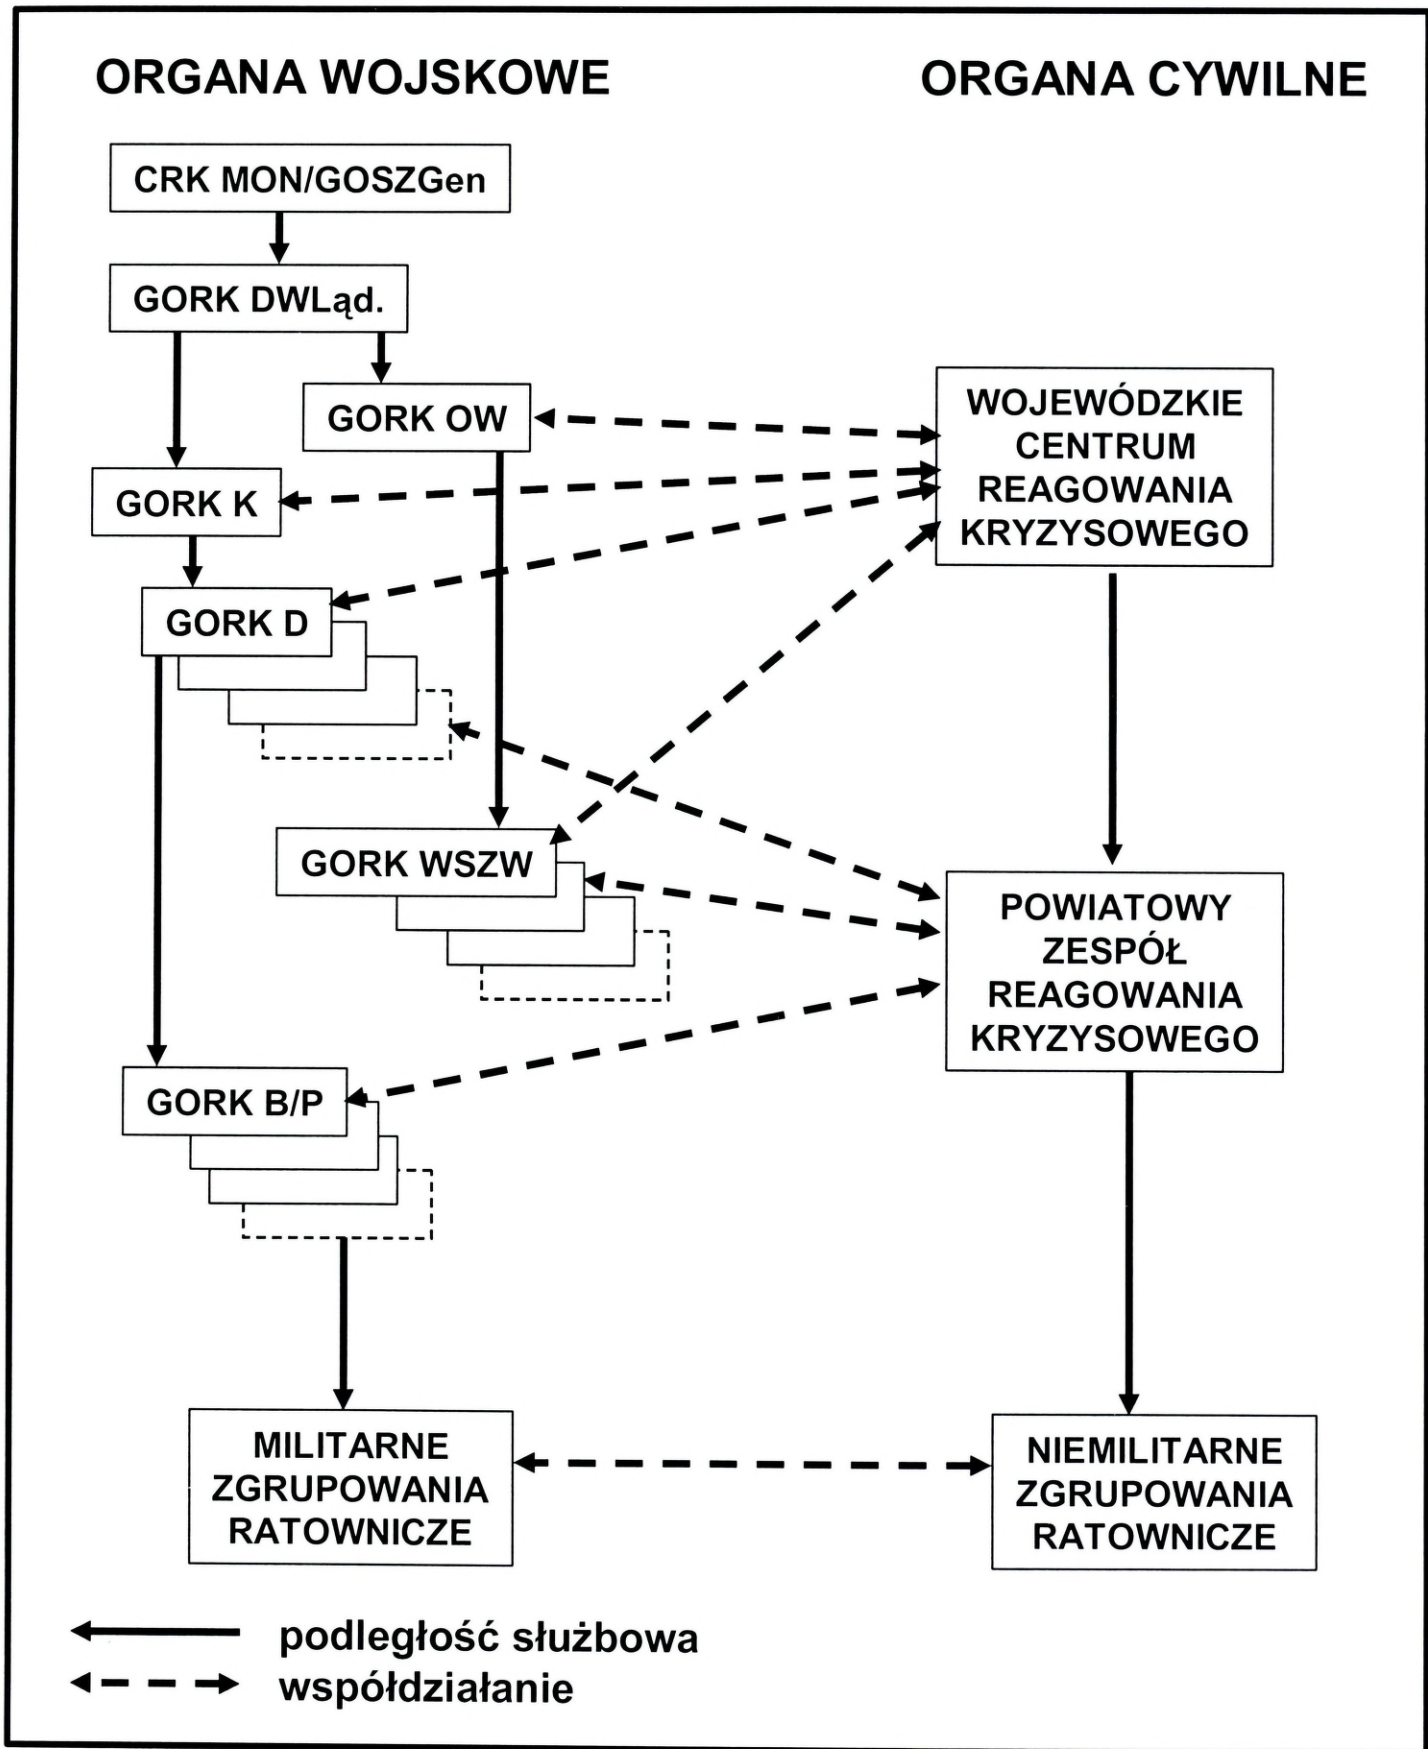 ORGANA WOJSKOWE
ORGANA CYWILNE
CRK MON/GOSZGen
GORK DWLąd.
GORK OW
GORK K
GORK D
GORK WSZW
GORK B/P
MILITARNE
ZGRUPOWANIA
RATOWNICZE
WOJEWÓDZKIE
CENTRUM
REAGOWANIA
KRYZYSOWEGO
POWIATOWY
ZESPÓŁ
REAGOWANIA
KRYZYSOWEGO
NIEMILITARNE
ZGRUPOWANIA
RATOWNICZE
podległość służbowa
współdziałanie